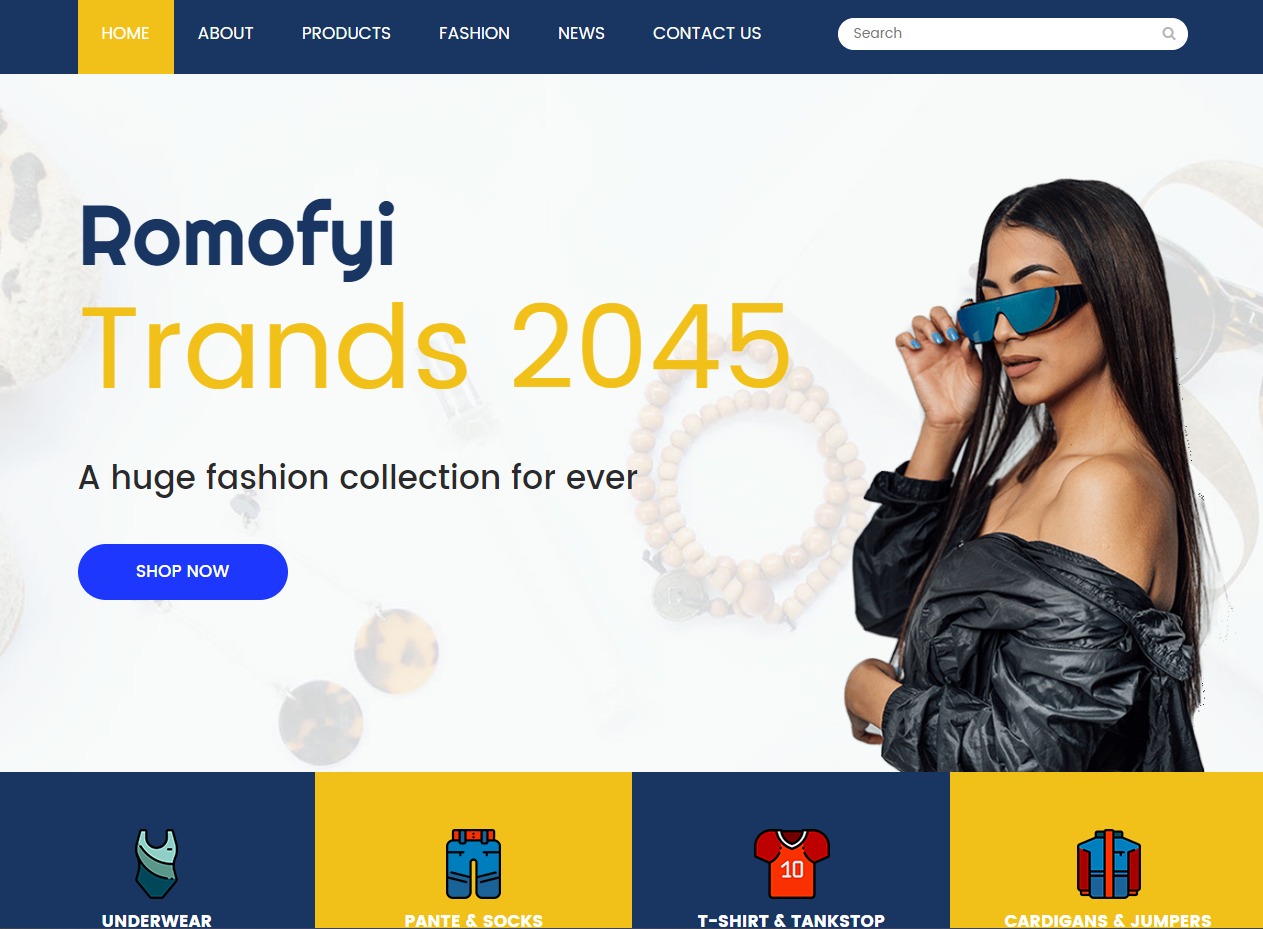 HOME ABOUT PRODUCTS FASHION NEWS CONTACT US Search
Romofyi
Trands 2045
A huge fashion collection for ever
SHOP NOW
10
UNDERWEAR PANTE & SOCKS T-SHIRT & TANKSTOP CARDIGANS & JUMPERS